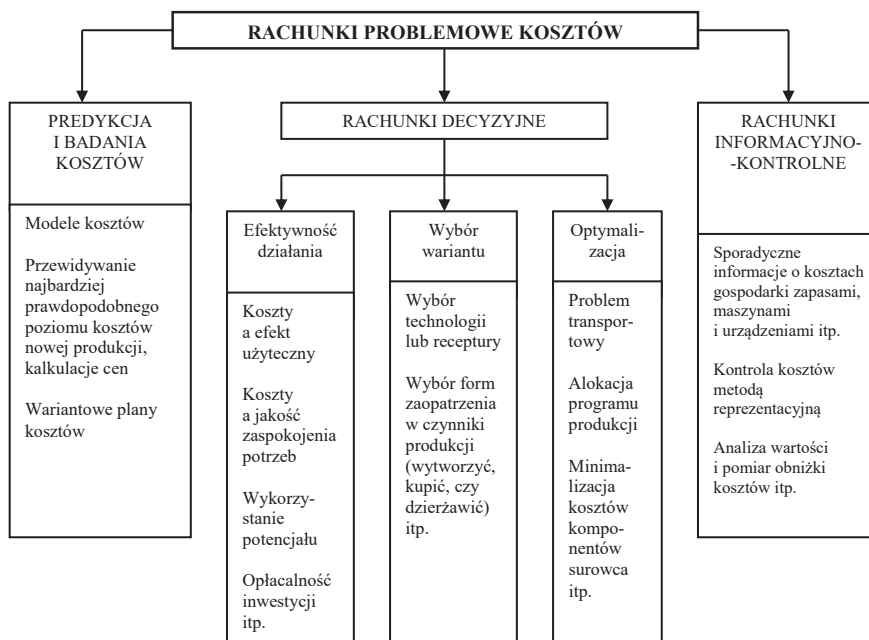 RACHUNKI PROBLEMOWE KOSZTÓW
PREDYKCJA
I BADANIA
KOSZTÓW
Modele kosztów
Przewidywanie
najbardziej
prawdopodobnego
poziomu kosztów
nowej produkcji,
kalkulacje cen
Wariantowe plany
kosztów
RACHUNKI DECYZYJNE
Efektywność
działania
Koszty
a efekt
użyteczny
Koszty
a jakość
zaspokojenia
potrzeb
Wykorzy-
stanie
potencjału
Opłacalność
inwestycji
itp.
Wybór
wariantu
Wybór
technologii
lub receptury
Wybór form
zaopatrzenia
w czynniki
produkcji
(wytworzyć,
kupić, czy
dzierżawić)
itp.
Optymali-
zacja
Problem
transpor-
towy
Alokacja
programu
produkcji
Minima-
lizacja
kosztów
kompo-
nentów
surowca
itp.
RACHUNKI
INFORMACYJNO-
-KONTROLNE
Sporadyczne
informacje o kosztach
gospodarki zapasami,
maszynami
i urządzeniami itp.
Kontrola kosztów
metodą
reprezentacyjną
Analiza wartości
i pomiar obniżki
kosztów itp.